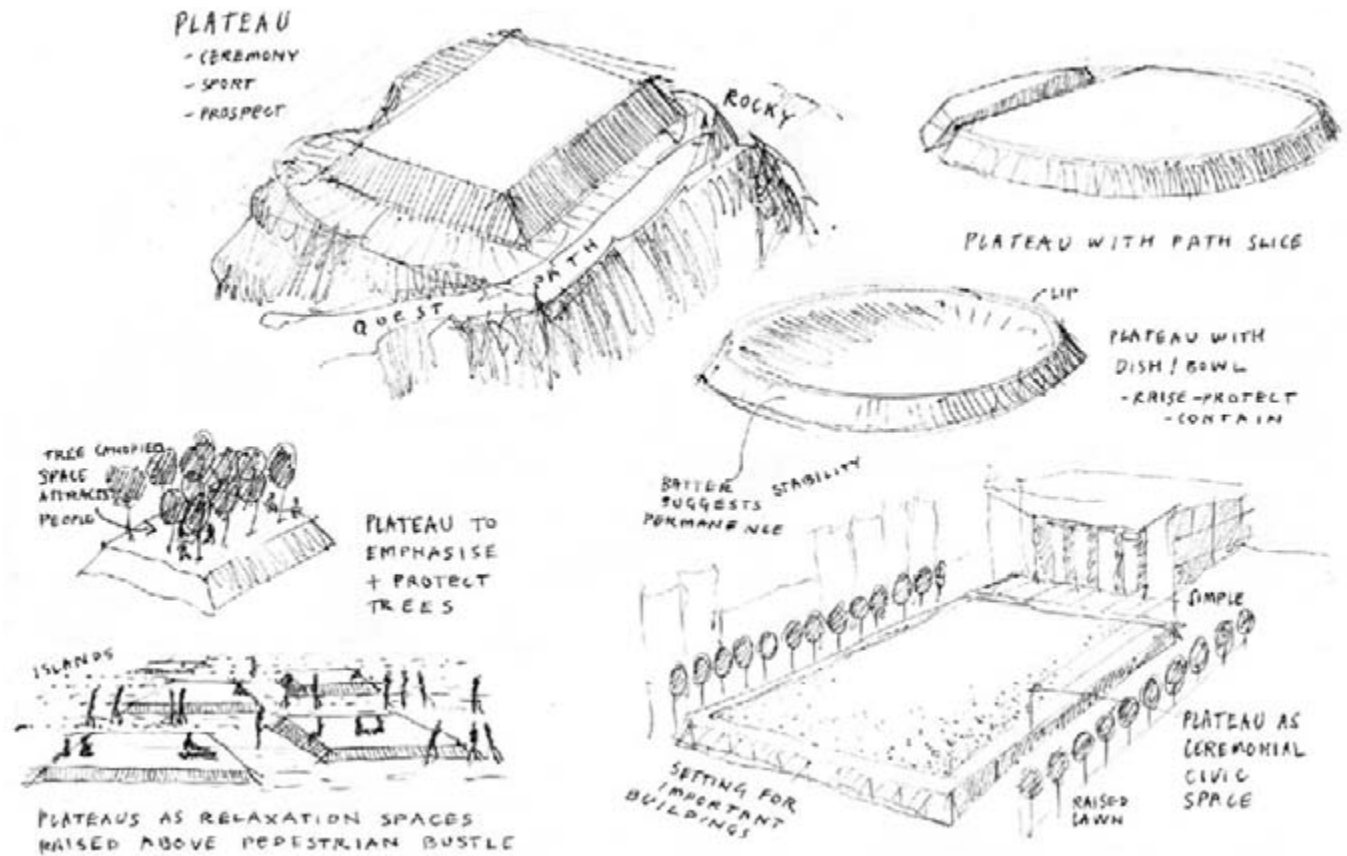 PLATEAU
- CEREMONY
- SPORT
- PROSPECT
ROCKY
QUEST PATH
PLATEAU WITH PATH SLICE
LIP
PLATEAU WITH
DISH / BOWL
- RAISE - PROTECT
- CONTAIN
BATTER
SUGGESTS
PERMANENCE
STABILITY
TREE CANOPIED
SPACE
ATTRACTS
PEOPLE
PLATEAU TO
EMPHASISE
+ PROTECT
TREES
ISLANDS
PLATEAUS AS RELAXATION SPACES
RAISED ABOVE PEDESTRIAN BUSTLE
SIMPLE
PLATEAU AS
CEREMONIAL
CIVIC
SPACE
SETTING FOR
IMPORTANT
BUILDINGS
RAISED
LAWN